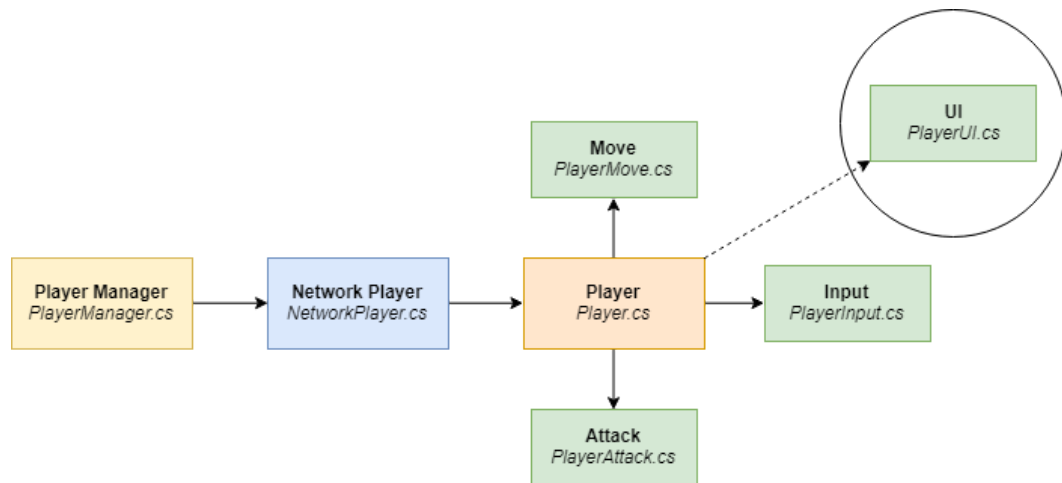 UI
PlayerUI.cs
Move
PlayerMove.cs
Player Manager
PlayerManager.cs
Network Player
NetworkPlayer.cs
Player
Player.cs
Input
PlayerInput.cs
Attack
PlayerAttack.cs